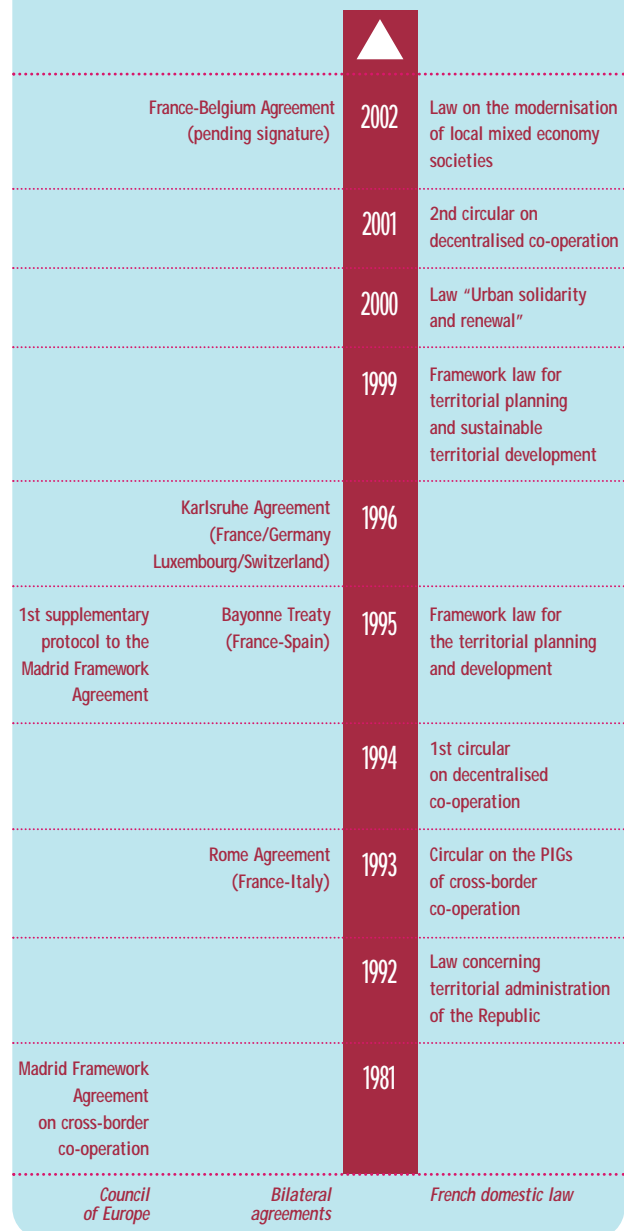 France-Belgium Agreement
(pending signature)
2002
Law on the modernisation
of local mixed economy
societies
2001
2nd circular on
decentralised co-operation
2000
Law “Urban solidarity
and renewal”
1999
Framework law for
territorial planning
and sustainable
territorial development
Karlsruhe Agreement
(France/Germany
Luxembourg/Switzerland)
1996
1st supplementary
protocol to the
Madrid Framework
Agreement
Bayonne Treaty
(France-Spain)
1995
Framework law for
the territorial planning
and development
1994
1st circular
on decentralised
co-operation
Rome Agreement
(France-Italy)
1993
Circular on the PIGs
of cross-border
co-operation
1992
Law concerning
territorial administration
of the Republic
Madrid Framework
Agreement
on cross-border
co-operation
1981
Council
of Europe
Bilateral
agreements
French domestic law